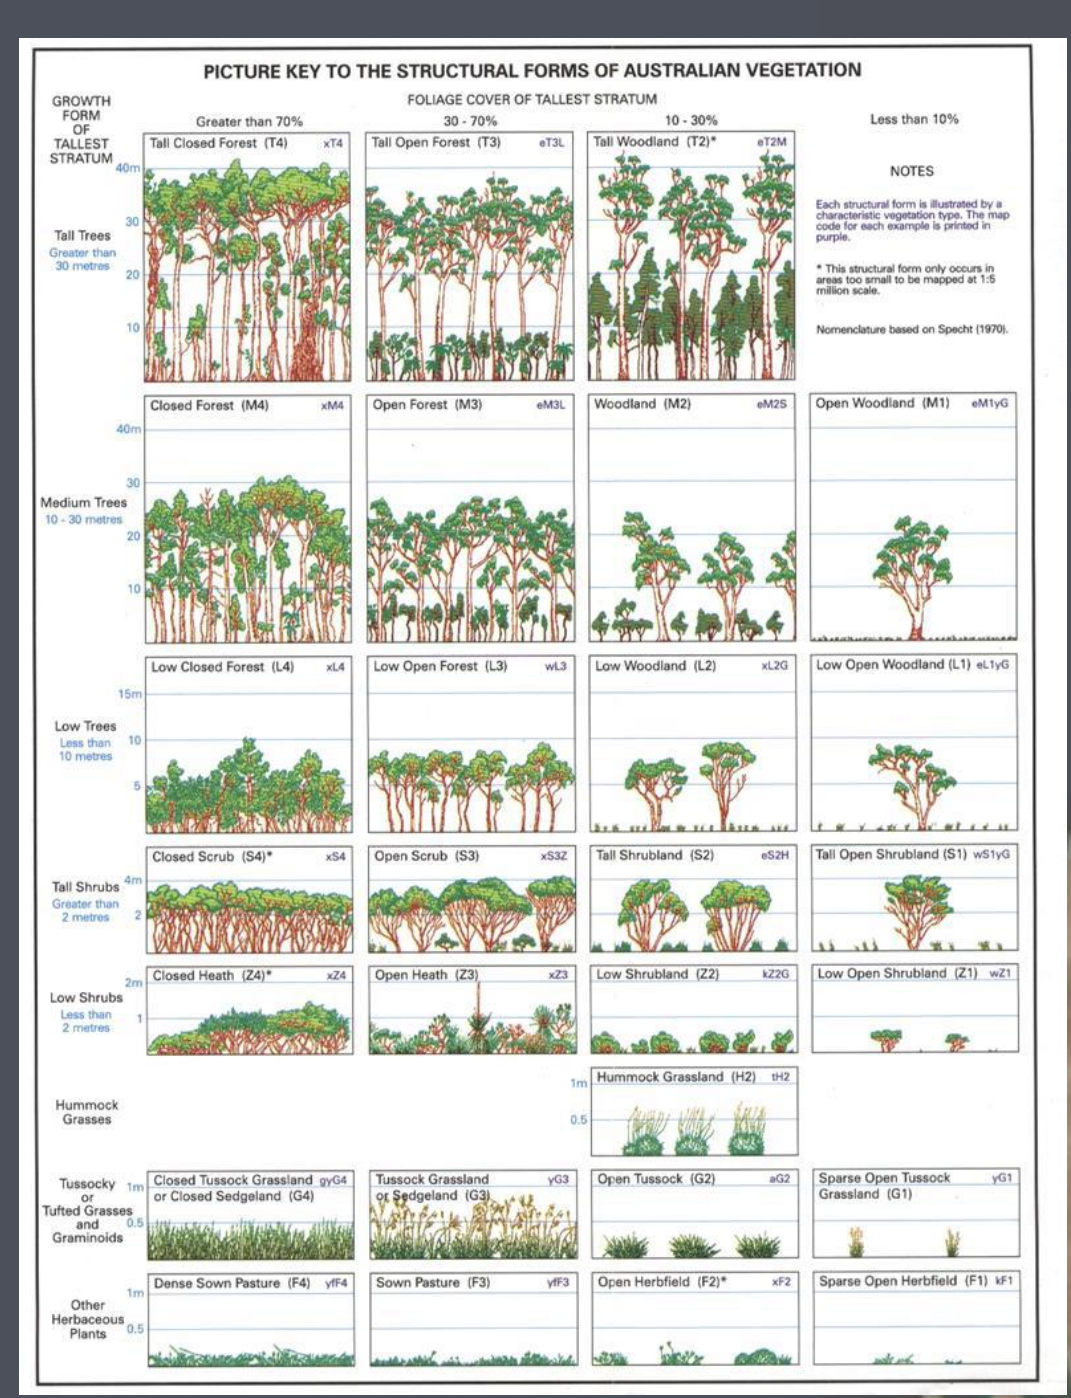 PICTURE KEY TO THE STRUCTURAL FORMS OF AUSTRALIAN VEGETATION
GROWTH
FORM
OF
TALLEST
STRATUM
FOLIAGE COVER OF TALLEST STRATUM
Greater than 70%
30 - 70%
10 - 30%
Less than 10%
Tall Trees
Greater than
30 metres
40m
30
20
10
Tall Closed Forest (T4) xT4
Tall Open Forest (T3) eT3L
Tall Woodland (T2)* eT2M
NOTES
Each structural form is illustrated by a
characteristic vegetation type. The map
code for each example is printed in
purple.
* This structural form only occurs in
areas too small to be mapped at 1:5
million scale.
Nomenclature based on Specht (1970).
Medium Trees
10 - 30 metres
40m
30
20
10
Closed Forest (M4) xM4
Open Forest (M3) eM3L
Woodland (M2) eM2S
Open Woodland (M1) eM1yG
Low Trees
Less than
10 metres
15m
10
5
Low Closed Forest (L4) xL4
Low Open Forest (L3) wL3
Low Woodland (L2) xL2G
Low Open Woodland (L1) eL1yG
Tall Shrubs
Greater than
2 metres
4m
2
Closed Scrub (S4)* xS4
Open Scrub (S3) xS3Z
Tall Shrubland (S2) eS2H
Tall Open Shrubland (S1) wS1yG
Low Shrubs
Less than
2 metres
2m
1
Closed Heath (Z4)* xZ4
Open Heath (Z3) xZ3
Low Shrubland (Z2) kZ2G
Low Open Shrubland (Z1) wZ1
Hummock
Grasses
1m
0.5
Hummock Grassland (H2) tH2
Tussocky
or
Tufted Grasses
and
Graminoids
1m
0.5
Closed Tussock Grassland gyG4
or Closed Sedgeland (G4)
Tussock Grassland yG3
or Sedgeland (G3)
Open Tussock (G2) aG2
Sparse Open Tussock yG1
Grassland (G1)
Other
Herbaceous
Plants
1m
0.5
Dense Sown Pasture (F4) yfF4
Sown Pasture (F3) yfF3
Open Herbfield (F2)* xF2
Sparse Open Herbfield (F1) kF1